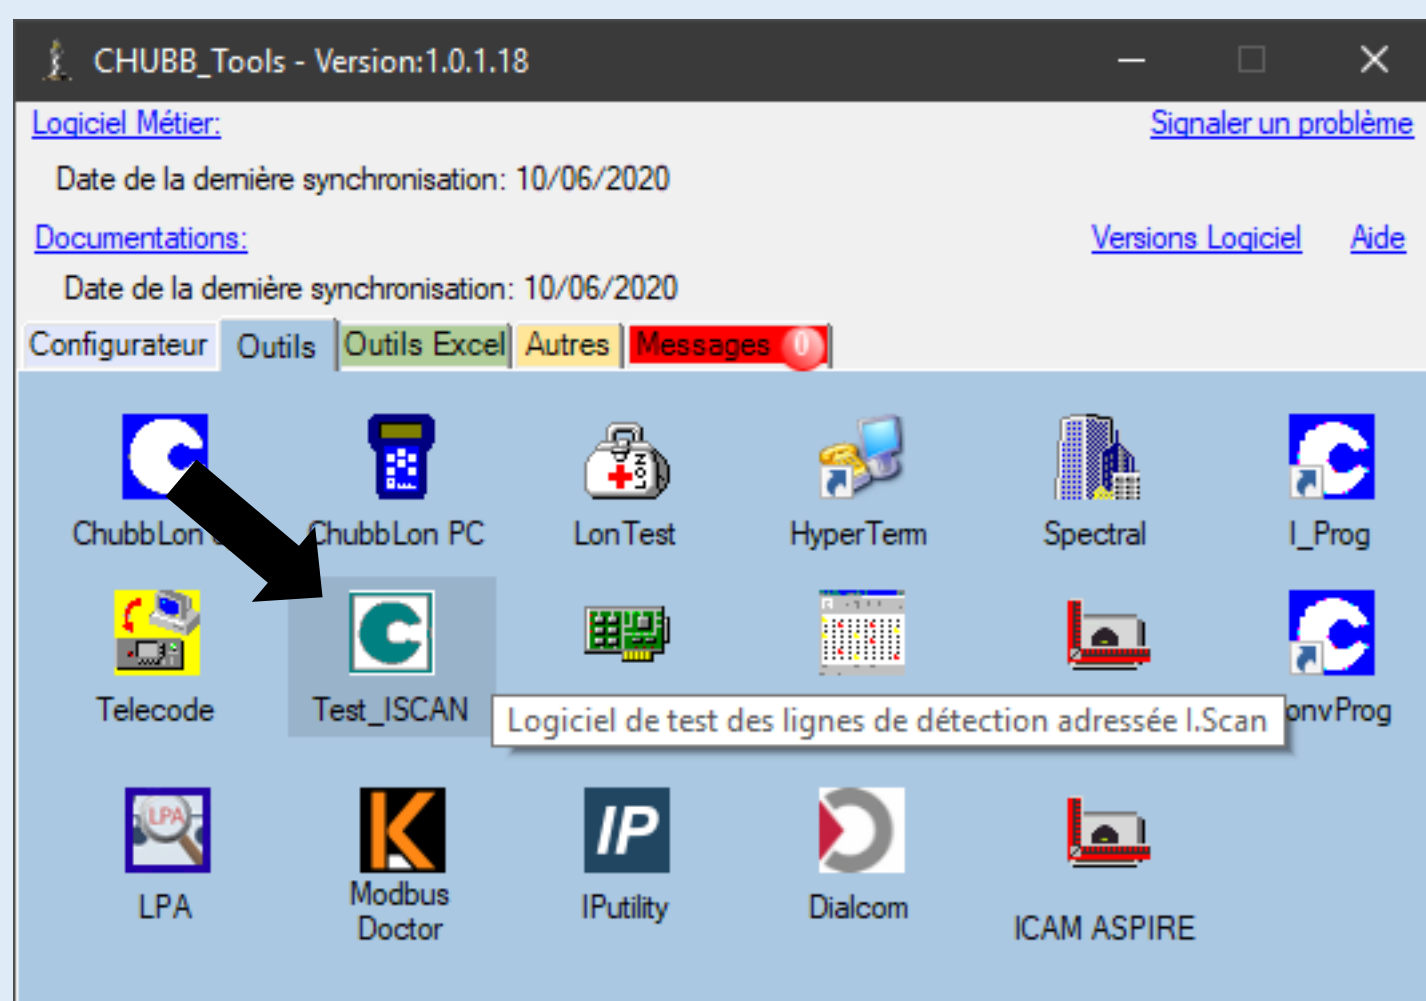 CHUBB_Tools - Version:1.0.1.18
Logiciel Métier:
Signaler un problème
Date de la dernière synchronisation: 10/06/2020
Documentations:
Versions Logiciel
Aide
Date de la dernière synchronisation: 10/06/2020
Configurateur
Outils
Outils Excel
Autres
Messages
0
ChubbLon
ChubbLon PC
LON
LonTest
HyperTerm
Spectral
I_Prog
Telecode
Test_ISCAN
Logiciel de test des lignes de détection adressée I.Scan
onvProg
LPA
LPA
Modbus
Doctor
IP
IPutility
Dialcom
ICAM ASPIRE